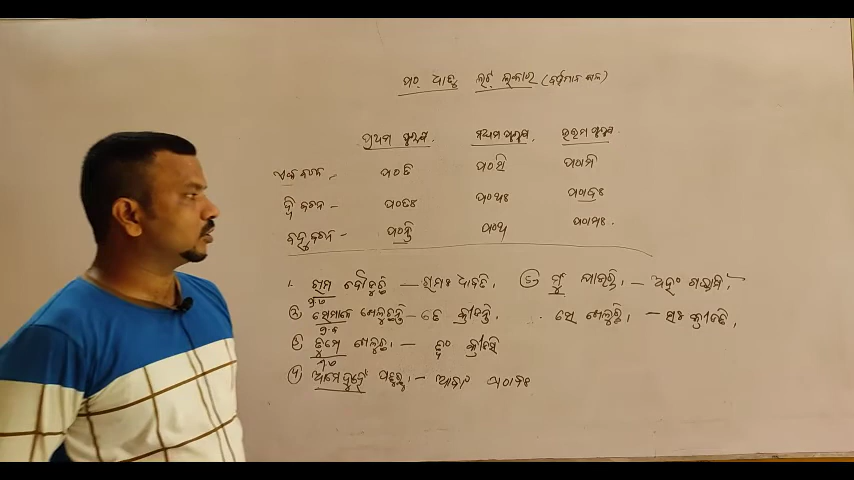 ପଠ୍ ଧାତୁ ଲଟ୍ ଲକାର (ବର୍ତ୍ତମାନ କାଳ)
ପ୍ରଥମ ପୁରୁଷ ମଧ୍ୟମ ପୁରୁଷ ଉତ୍ତମ ପୁରୁଷ
ଏକ ବଚନ - ପଠତି ପଠସି ପଠାମି
ଦ୍ୱି ବଚନ - ପଠତଃ ପଠଥଃ ପଠାବଃ
ବହୁ ବଚନ - ପଠନ୍ତି ପଠଥ ପଠାମଃ
୧. ରାମ ଦୌଡୁଛି — ରାମଃ ଧାବତି । ⑤ ମୁଁ ଯାଉଛି । — ଅହଂ ଗଚ୍ଛାମି ।
ପ୍ର.ଏ
② ସେମାନେ ଖେଳୁଛନ୍ତି - ତେ କ୍ରୀଡନ୍ତି । ସେ ଖେଳୁଛି । — ସଃ କ୍ରୀଡତି ।
ପ୍ର.ବ
③ ତୁମେ ଖେଳୁଛ । — ତ୍ୱଂ କ୍ରୀଡସି
ମ.ଏ
④ ଆମେଦୁହେଁ ପଢୁଛୁ । - ଆବାଂ ପଠାବଃ